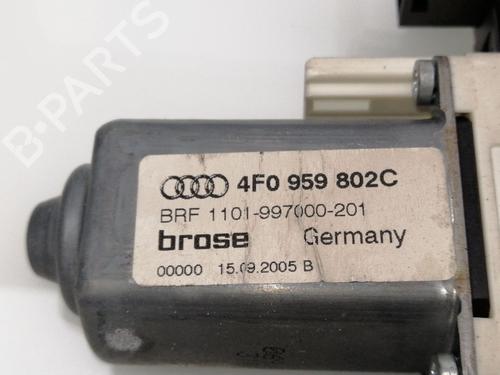 B-PARTS
4F0 959 802C
BRF 1101-997000-201
brose Germany
00000 15.09.2005 B